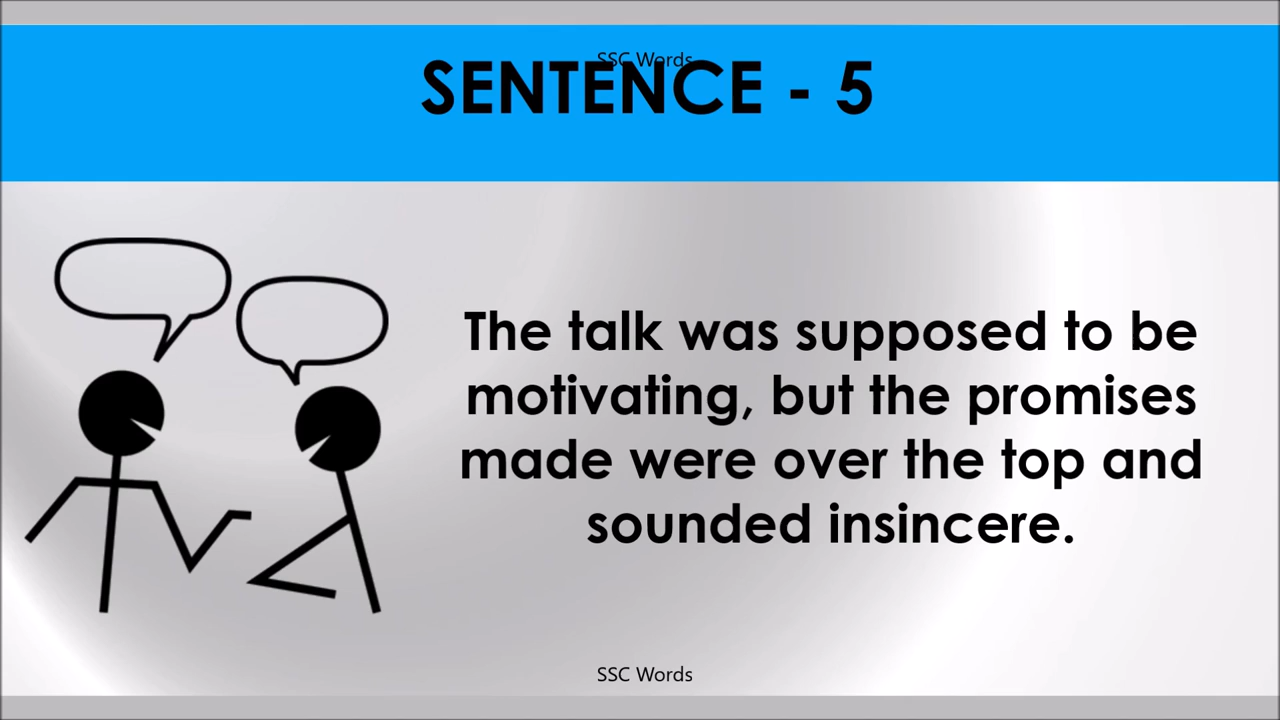 SSC Words
SENTENCE - 5
The talk was supposed to be
motivating, but the promises
made were over the top and
sounded insincere.
SSC Words